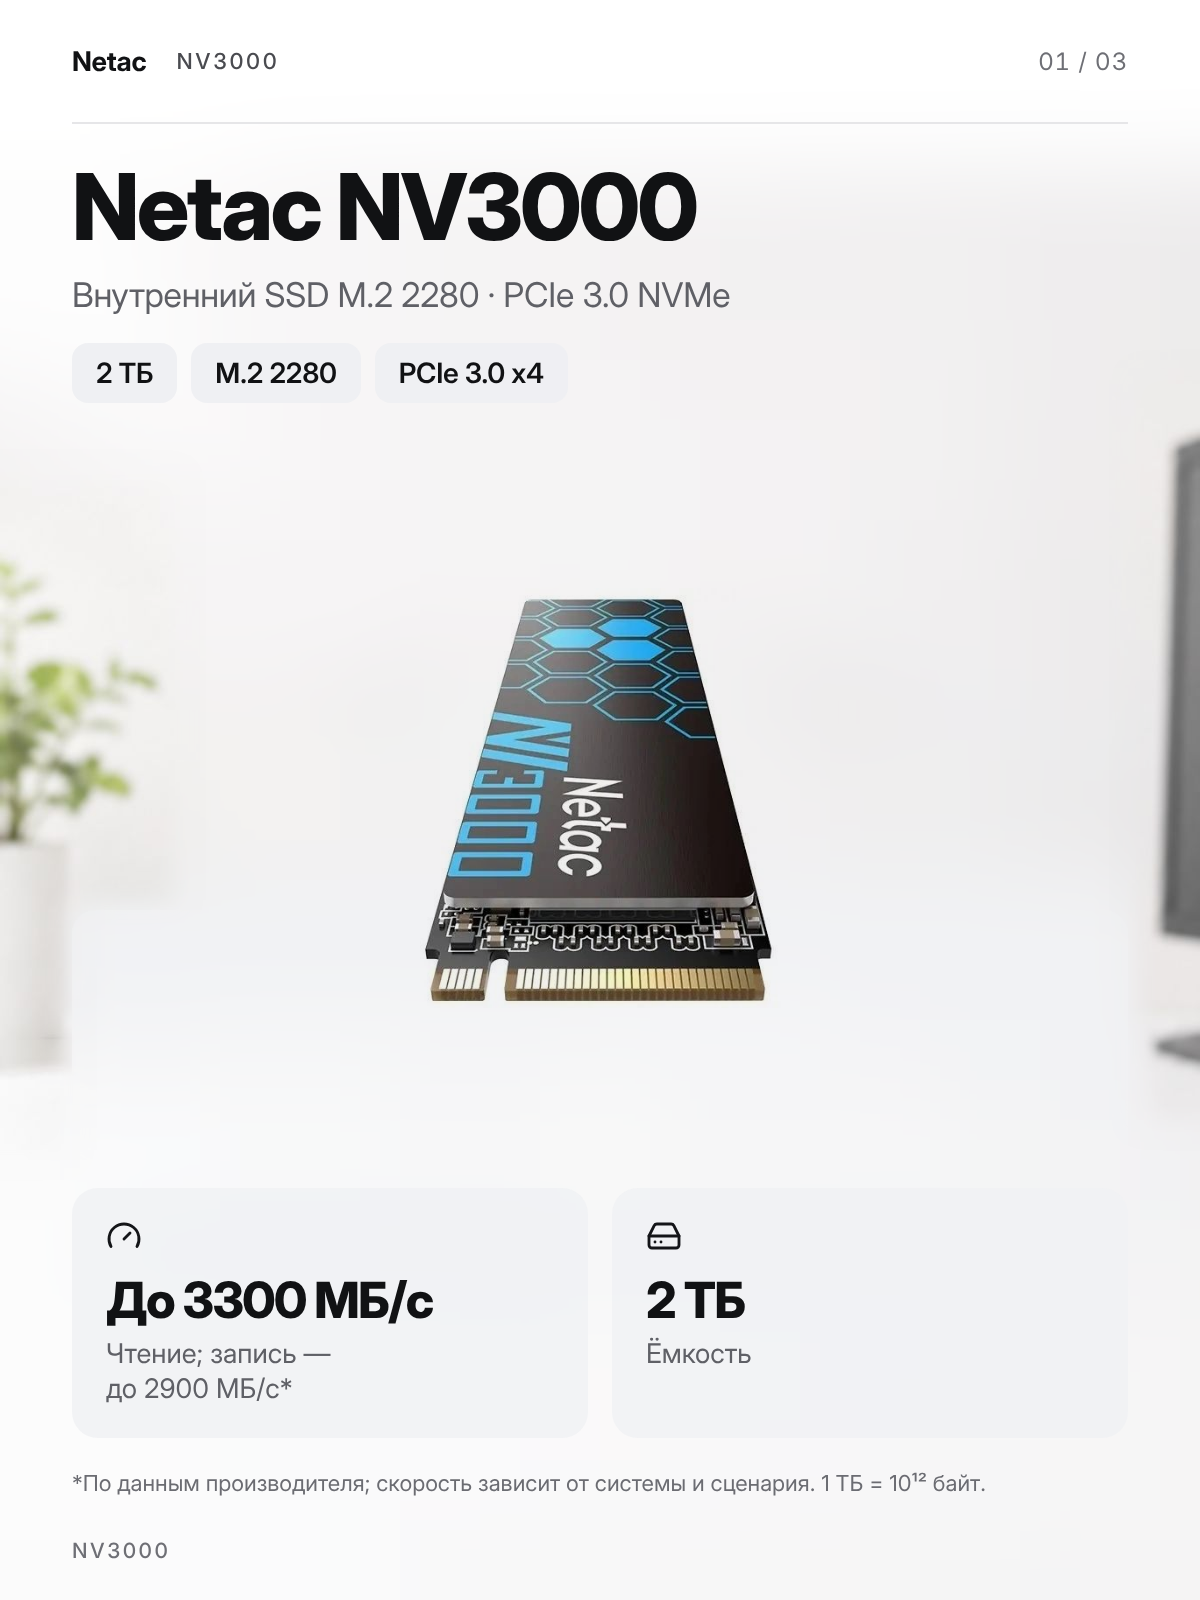 Netac NV3000 01 / 03
Netac NV3000
Внутренний SSD M.2 2280 · PCIe 3.0 NVMe
2 ТБ M.2 2280 PCIe 3.0 x4
NV3000
Netac
До 3300 МБ/с
Чтение; запись —
до 2900 МБ/с*
2 ТБ
Ёмкость
*По данным производителя; скорость зависит от системы и сценария. 1 ТБ = 10¹² байт.
NV3000